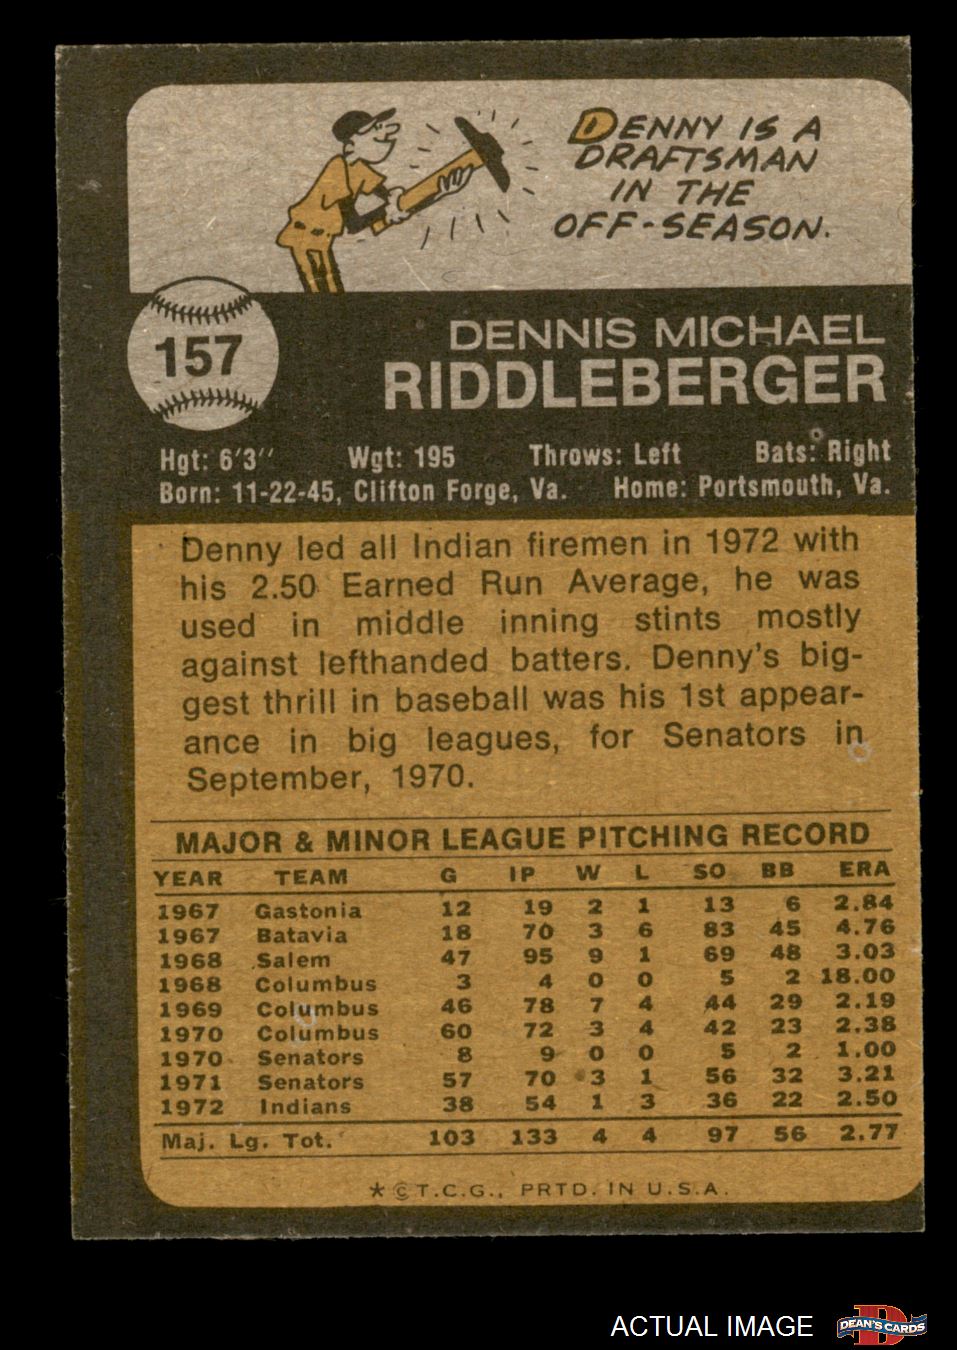 DENNY IS A
DRAFTSMAN
IN THE
OFF-SEASON.
157
DENNIS MICHAEL
RIDDLEBERGER
Hgt: 6'3" Wgt: 195 Throws: Left Bats: Right
Born: 11-22-45, Clifton Forge, Va. Home: Portsmouth, Va.
Denny led all Indian firemen in 1972 with
his 2.50 Earned Run Average, he was
used in middle inning stints mostly
against lefthanded batters. Denny's big-
gest thrill in baseball was his 1st appear-
ance in big leagues, for Senators in
September, 1970.
MAJOR & MINOR LEAGUE PITCHING RECORD
YEAR TEAM G IP W L SO BB ERA
1967 Gastonia 12 19 2 1 13 6 2.84
1967 Batavia 18 70 3 6 83 45 4.76
1968 Salem 47 95 9 1 69 48 3.03
1968 Columbus 3 4 0 0 5 2 18.00
1969 Columbus 46 78 7 4 44 29 2.19
1970 Columbus 60 72 3 4 42 23 2.38
1970 Senators 8 9 0 0 5 2 1.00
1971 Senators 57 70 3 1 56 32 3.21
1972 Indians 38 54 1 3 36 22 2.50
Maj. Lg. Tot. 103 133 4 4 97 56 2.77
* © T.C.G., PRTD. IN U.S.A.
ACTUAL IMAGE
D
DEAN'S CARDS